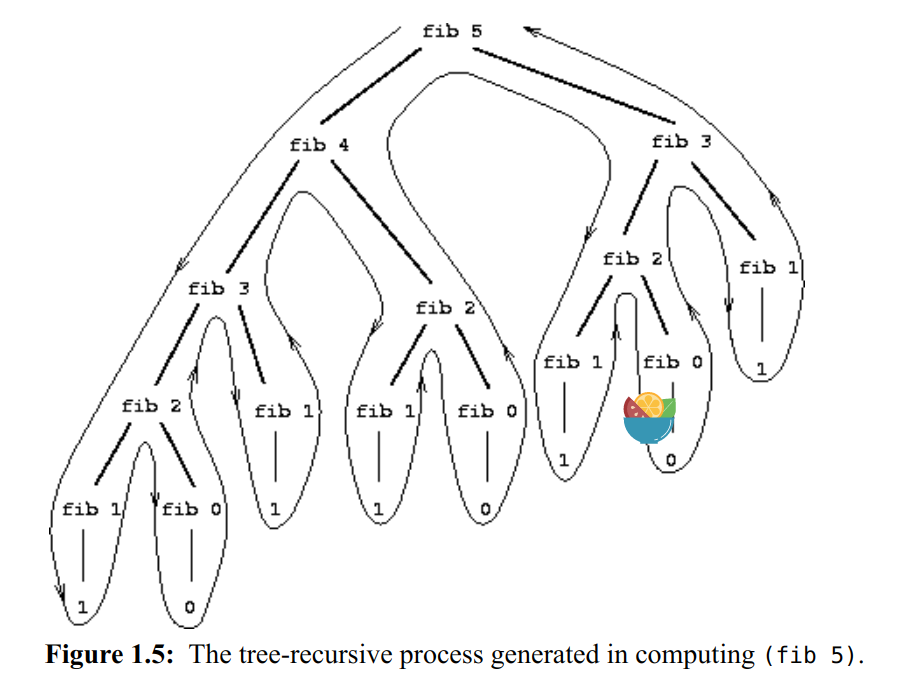 fib 5
fib 4
fib 3
fib 3
fib 2
fib 2
fib 1
fib 2
fib 1
fib 1
fib 0
fib 1
fib 0
fib 1
fib 0
1
1
0
1
1
0
1
0
Figure 1.5: The tree-recursive process generated in computing (fib 5).